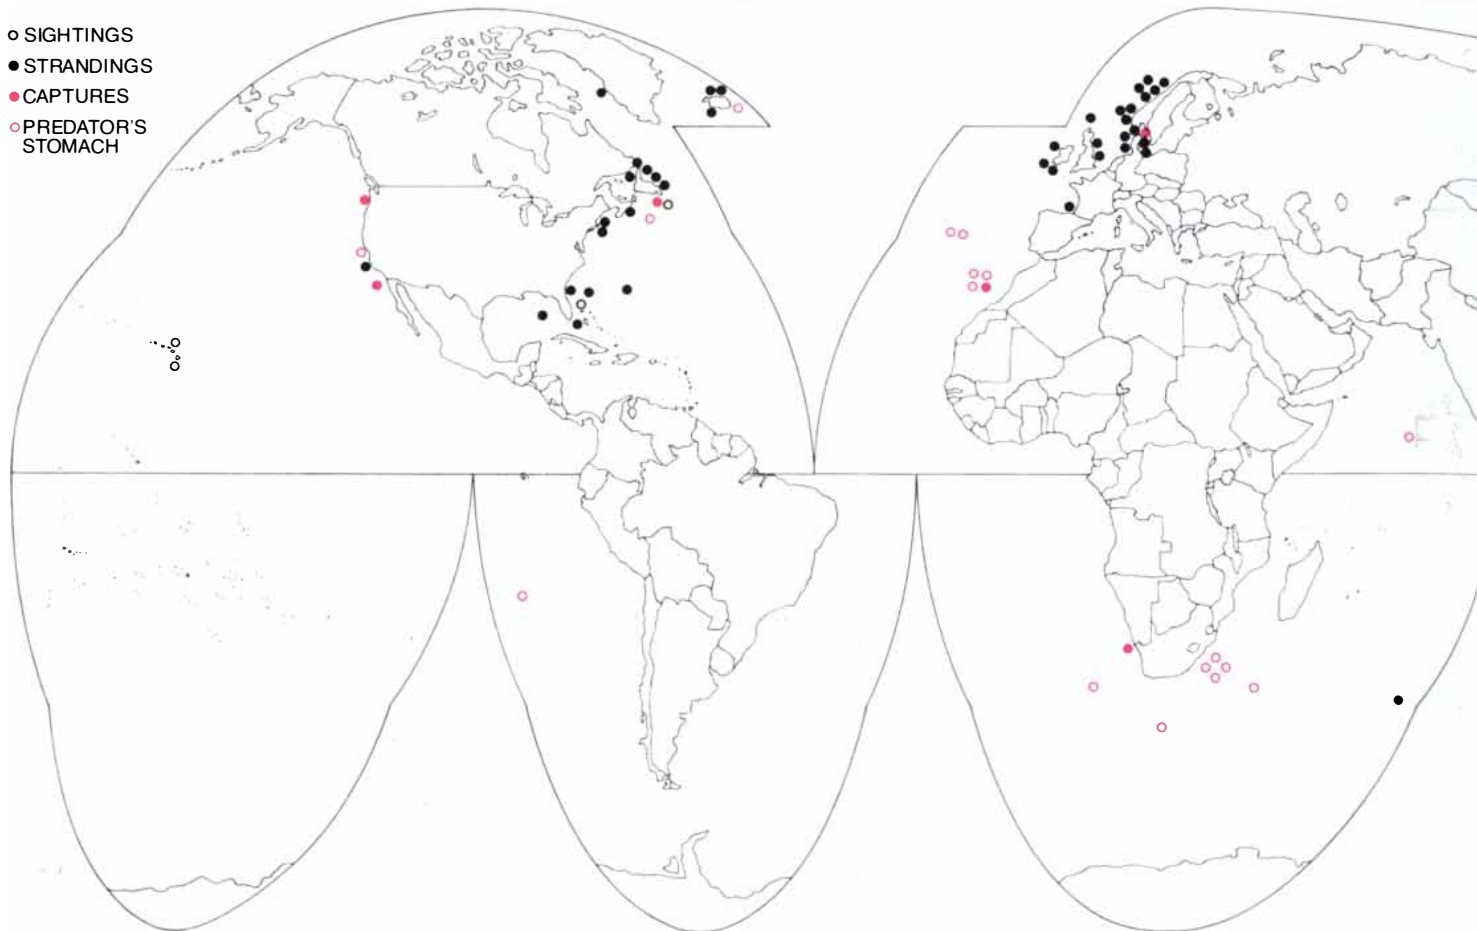 SIGHTINGS
STRANDINGS
CAPTURES
PREDATOR'S
STOMACH